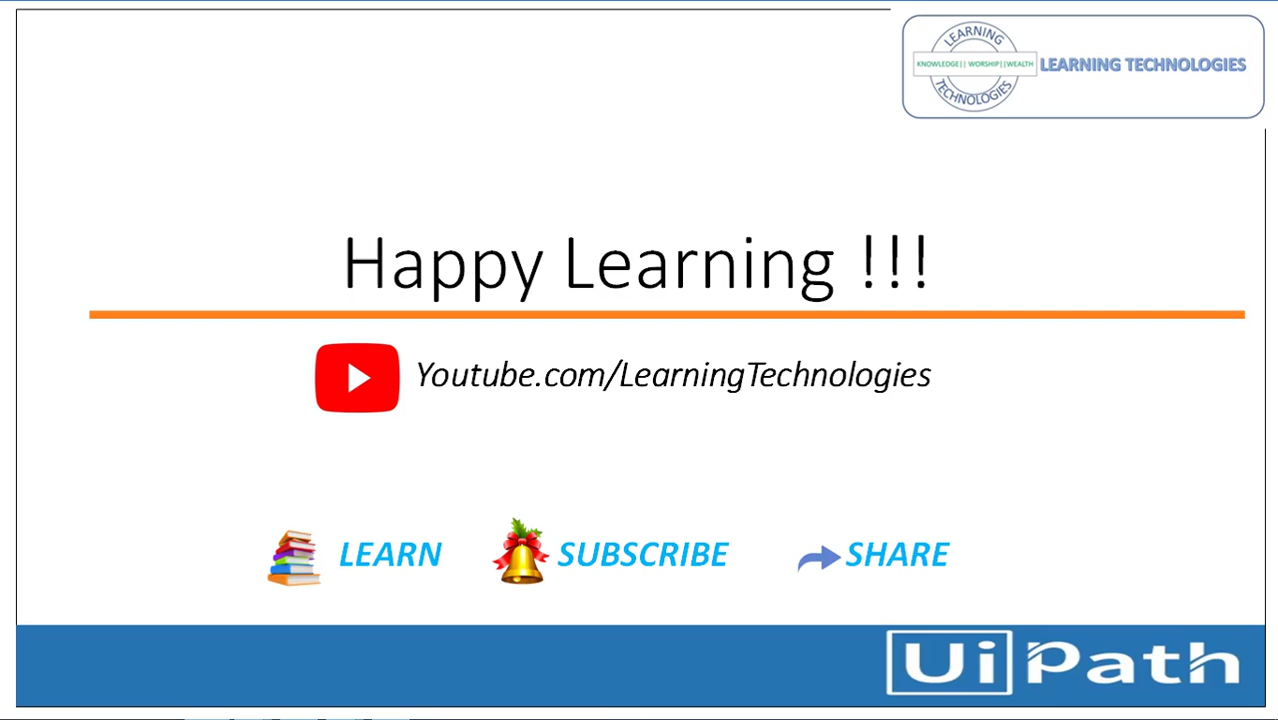 LEARNING
KNOWLEDGE|| WORSHIP||WEALTH
TECHNOLOGIES
LEARNING TECHNOLOGIES
Happy Learning !!!
Youtube.com/LearningTechnologies
LEARN SUBSCRIBE SHARE
UiPath